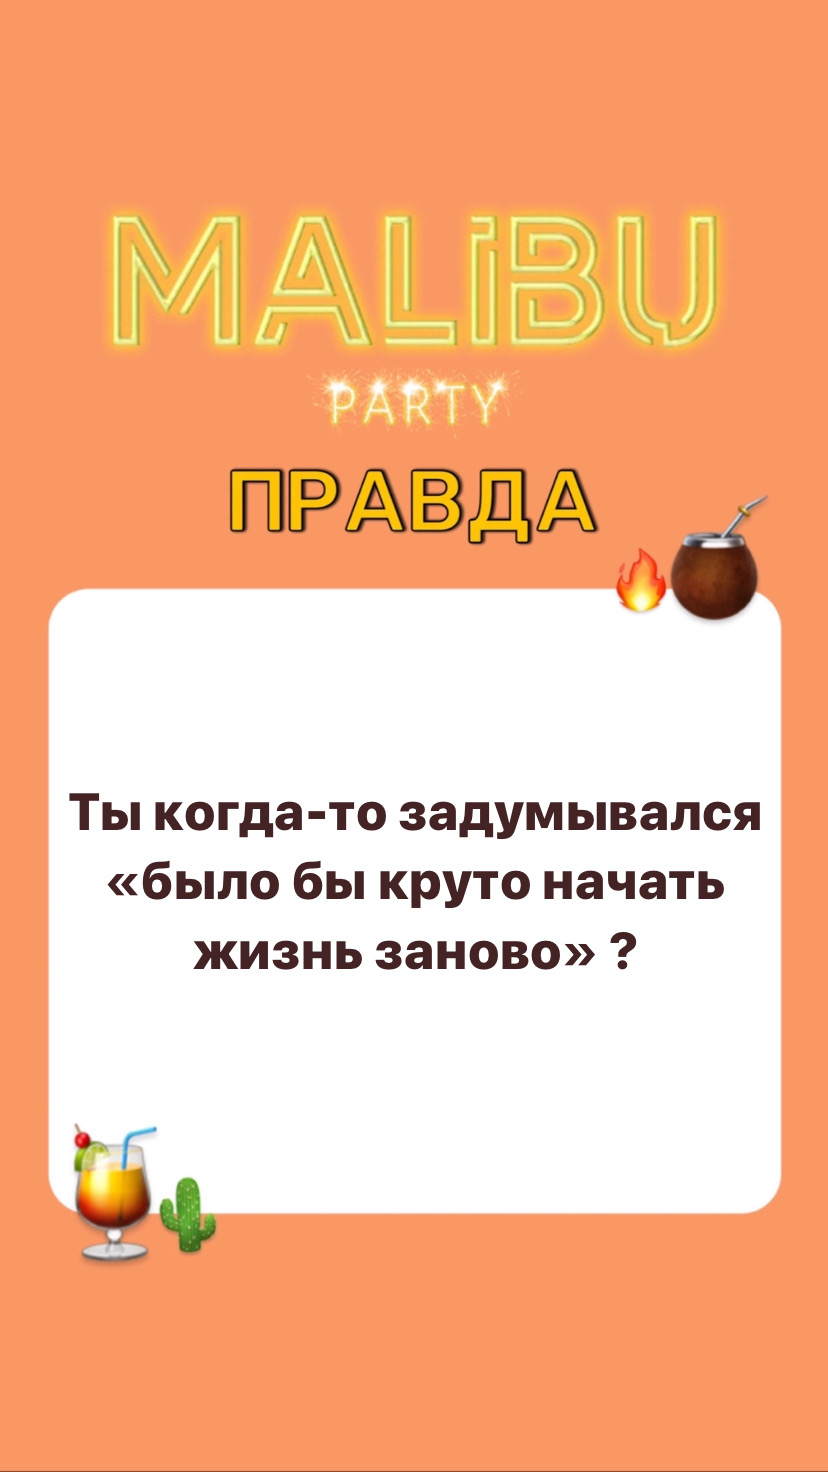 MALiBU
PARTY
ПРАВДА
Ты когда-то задумывался
«было бы круто начать
жизнь заново» ?